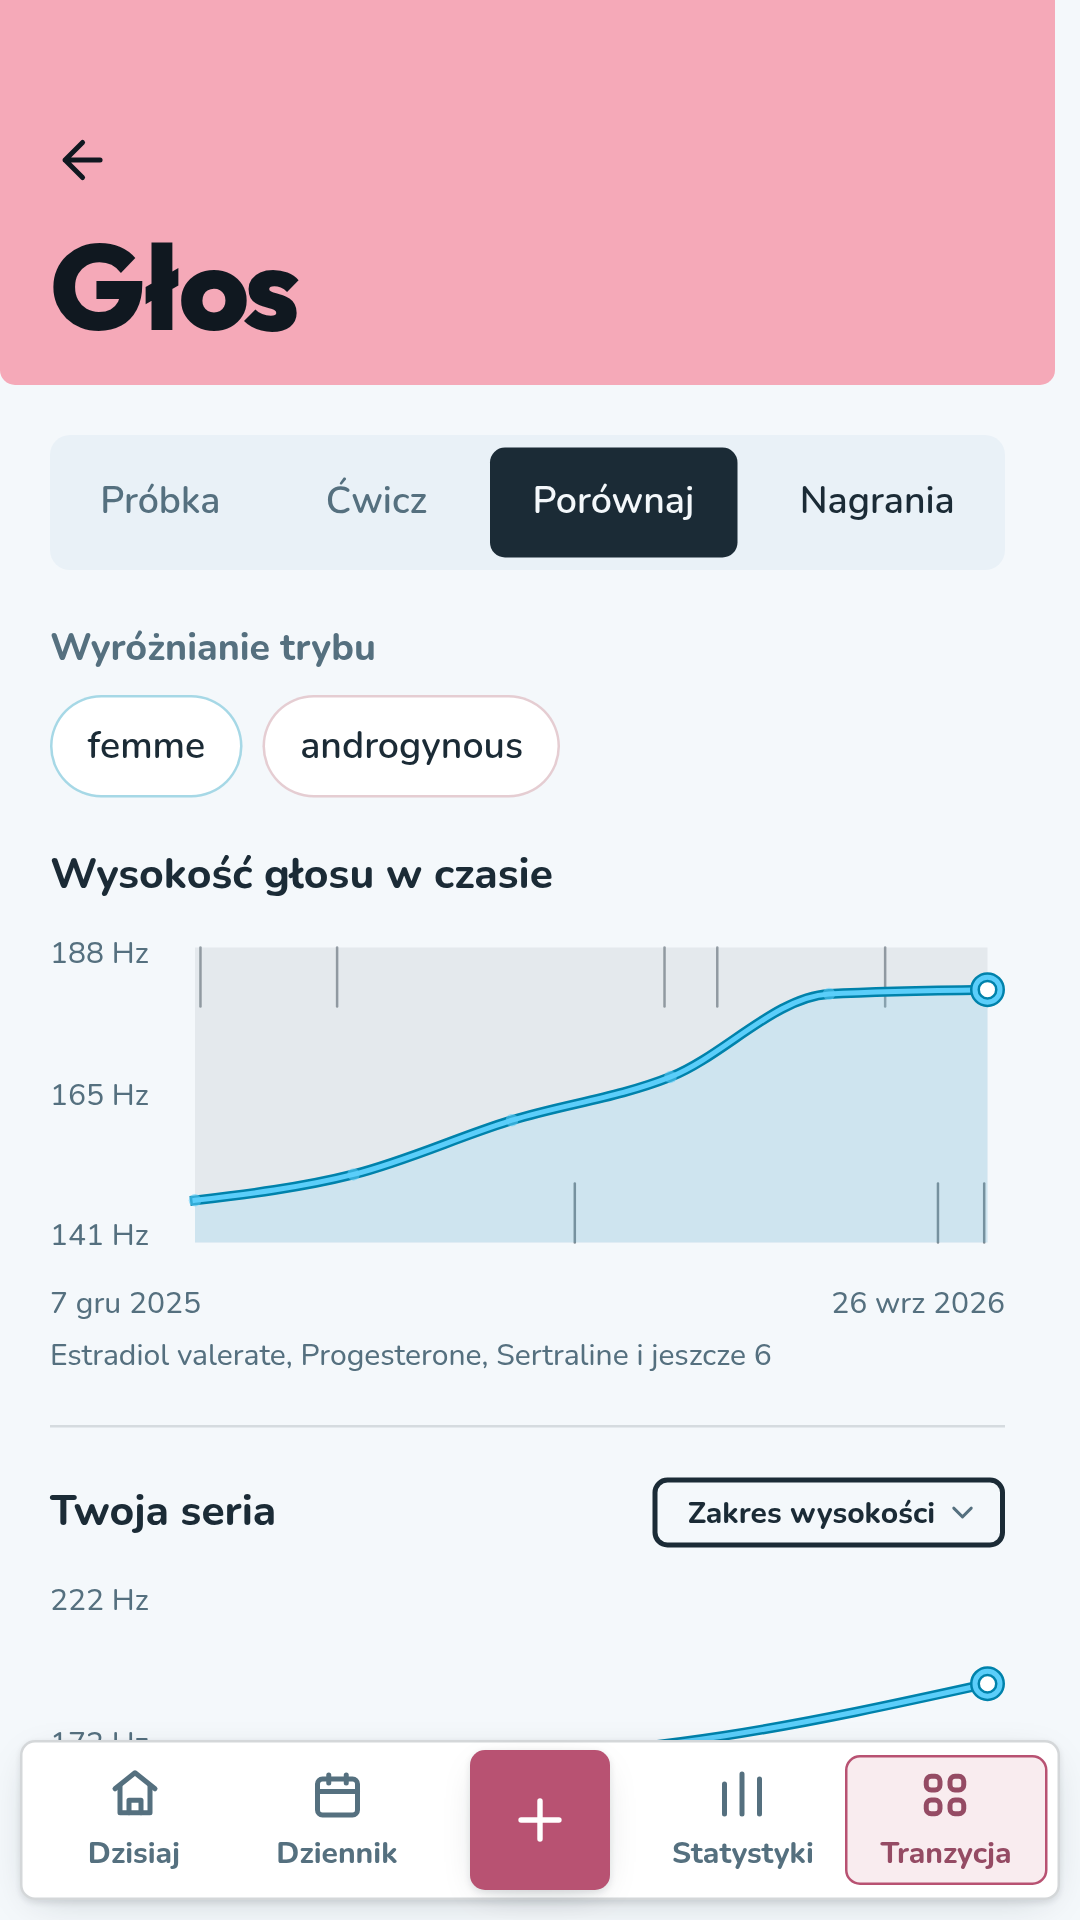 Głos
Próbka Ćwicz Porównaj Nagrania
Wyróżnianie trybu
femme androgynous
Wysokość głosu w czasie
188 Hz
165 Hz
141 Hz
7 gru 2025 26 wrz 2026
Estradiol valerate, Progesterone, Sertraline i jeszcze 6
Twoja seria Zakres wysokości
222 Hz
Dzisiaj Dziennik Statystyki Tranzycja